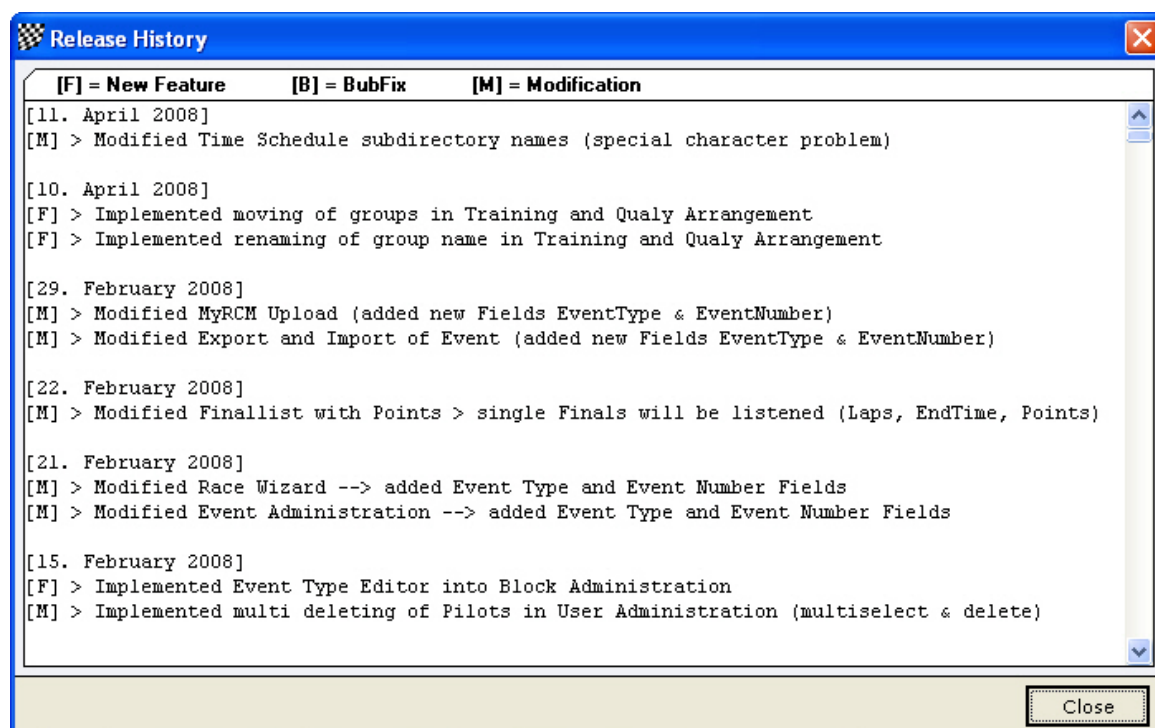 Release History
[F] = New Feature [B] = BubFix [M] = Modification
[11. April 2008]
[M] > Modified Time Schedule subdirectory names (special character problem)
[10. April 2008]
[F] > Implemented moving of groups in Training and Qualy Arrangement
[F] > Implemented renaming of group name in Training and Qualy Arrangement
[29. February 2008]
[M] > Modified MyRCM Upload (added new Fields EventType & EventNumber)
[M] > Modified Export and Import of Event (added new Fields EventType & EventNumber)
[22. February 2008]
[M] > Modified Finallist with Points > single Finals will be listened (Laps, EndTime, Points)
[21. February 2008]
[M] > Modified Race Wizard --> added Event Type and Event Number Fields
[M] > Modified Event Administration --> added Event Type and Event Number Fields
[15. February 2008]
[F] > Implemented Event Type Editor into Block Administration
[M] > Implemented multi deleting of Pilots in User Administration (multiselect & delete)
Close